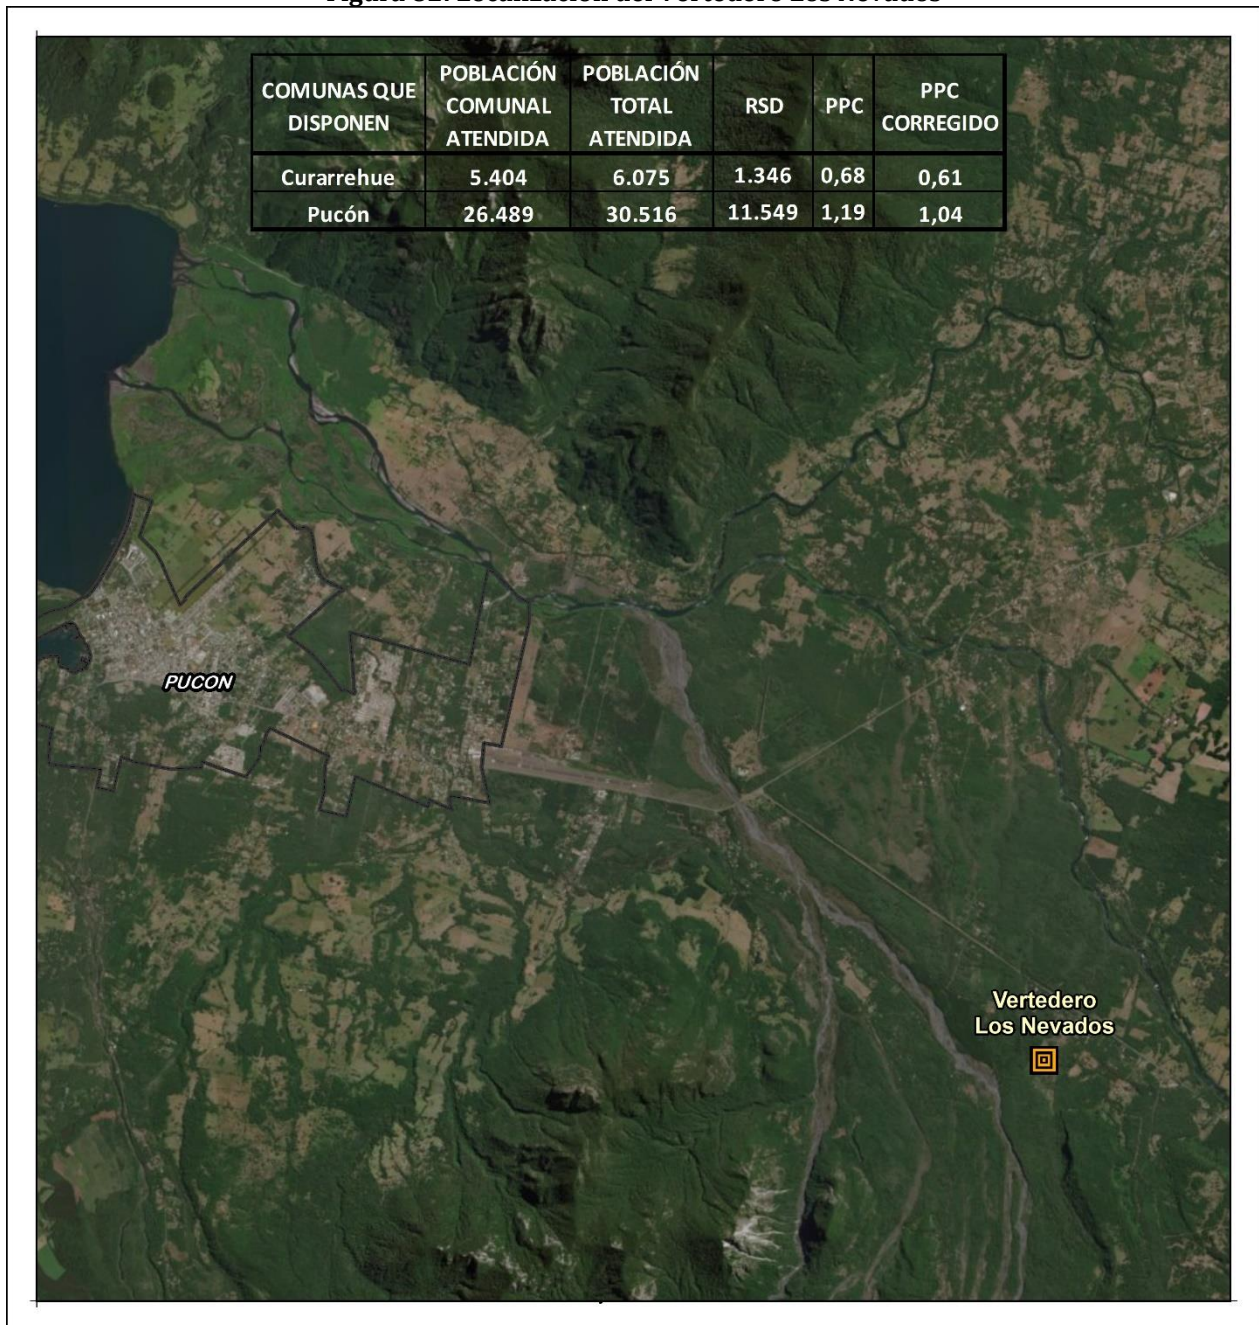 COMUNAS QUE DISPONEN POBLACIÓN COMUNAL ATENDIDA POBLACIÓN TOTAL ATENDIDA RSD PPC PPC CORREGIDO
Curarrehue 5.404 6.075 1.346 0,68 0,61
Pucón 26.489 30.516 11.549 1,19 1,04
PUCON
Vertedero
Los Nevados